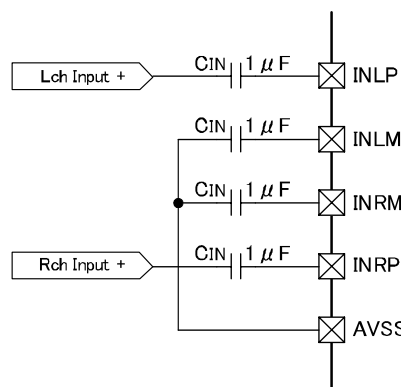 Lch Input + CIN 1 μF INLP
CIN 1 μF INLM
CIN 1 μF INRM
Rch Input + CIN 1 μF INRP
AVSS